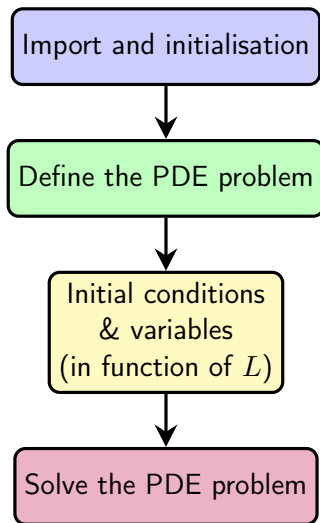 Import and initialisation
Define the PDE problem
Initial conditions
& variables
(in function of L)
Solve the PDE problem